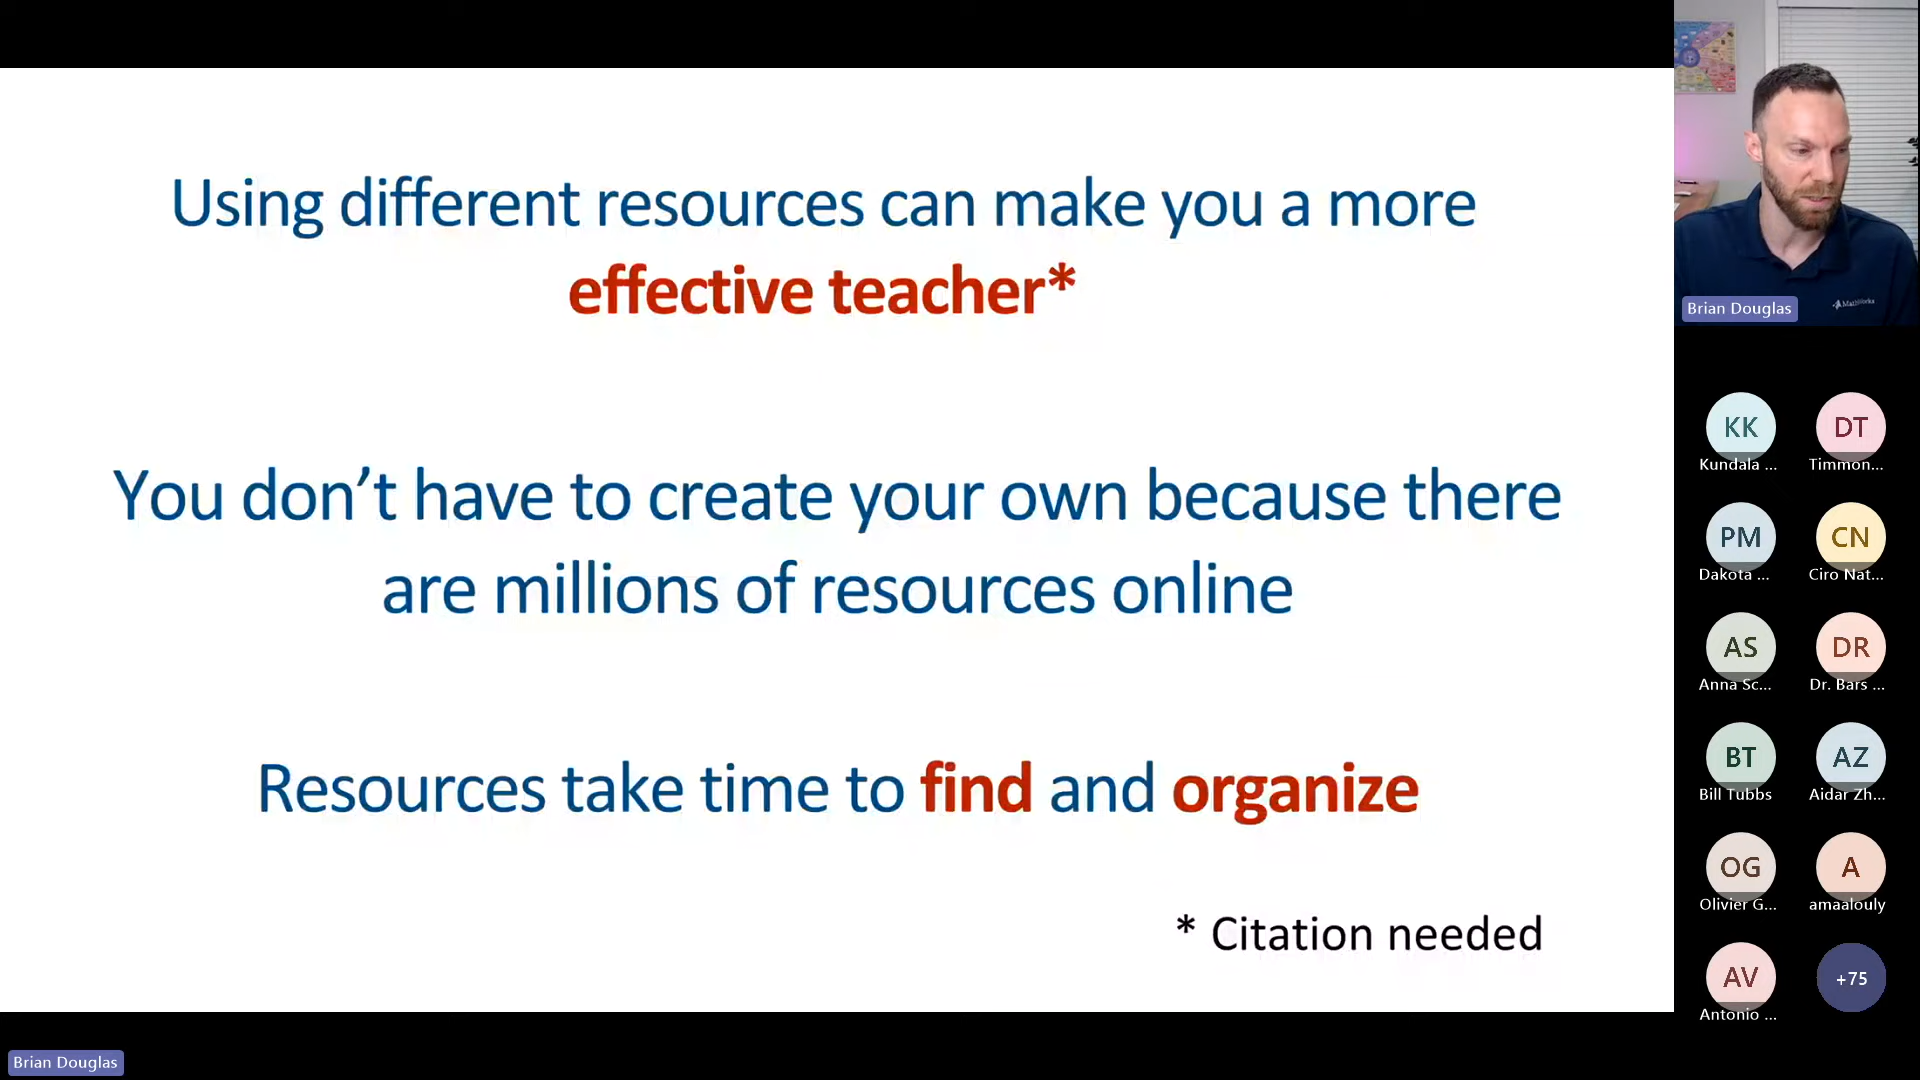 Using different resources can make you a more
effective teacher*
You don't have to create your own because there
are millions of resources online
Resources take time to find and organize
* Citation needed
Brian Douglas
MathWorks
Brian Douglas
KK
DT
Kundala ...
Timmon...
PM
CN
Dakota ...
Ciro Nat...
AS
DR
Anna Sc...
Dr. Bars ...
BT
AZ
Bill Tubbs
Aidar Zh...
OG
A
Olivier G...
amaalouly
AV
+75
Antonio ...